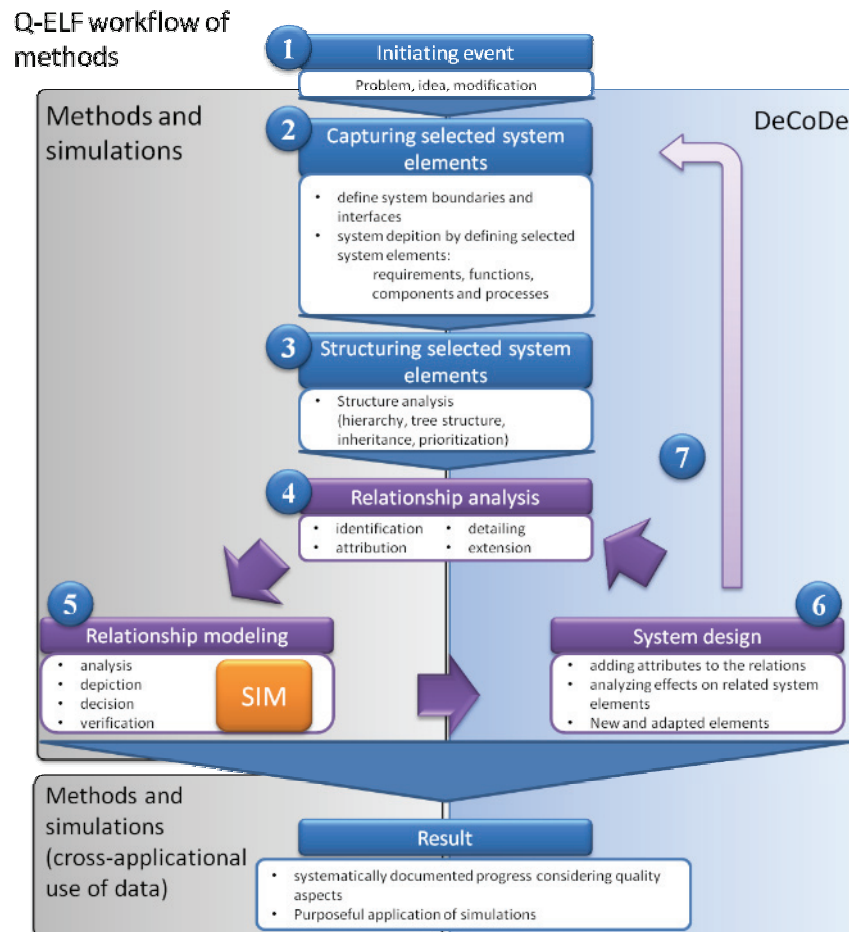 Q-ELF workflow of
methods
1
Initiating event
Problem, idea, modification
Methods and
simulations
DeCoDe
2
Capturing selected system
elements
• define system boundaries and
interfaces
• system depition by defining selected
system elements:
requirements, functions,
components and processes
3
Structuring selected system
elements
• Structure analysis
(hierarchy, tree structure,
inheritance, prioritization)
7
4
Relationship analysis
• identification • detailing
• attribution • extension
5
Relationship modeling
• analysis
• depiction
• decision
• verification
SIM
6
System design
• adding attributes to the relations
• analyzing effects on related system
elements
• New and adapted elements
Methods and
simulations
(cross-applicational
use of data)
Result
• systematically documented progress considering quality
aspects
• Purposeful application of simulations